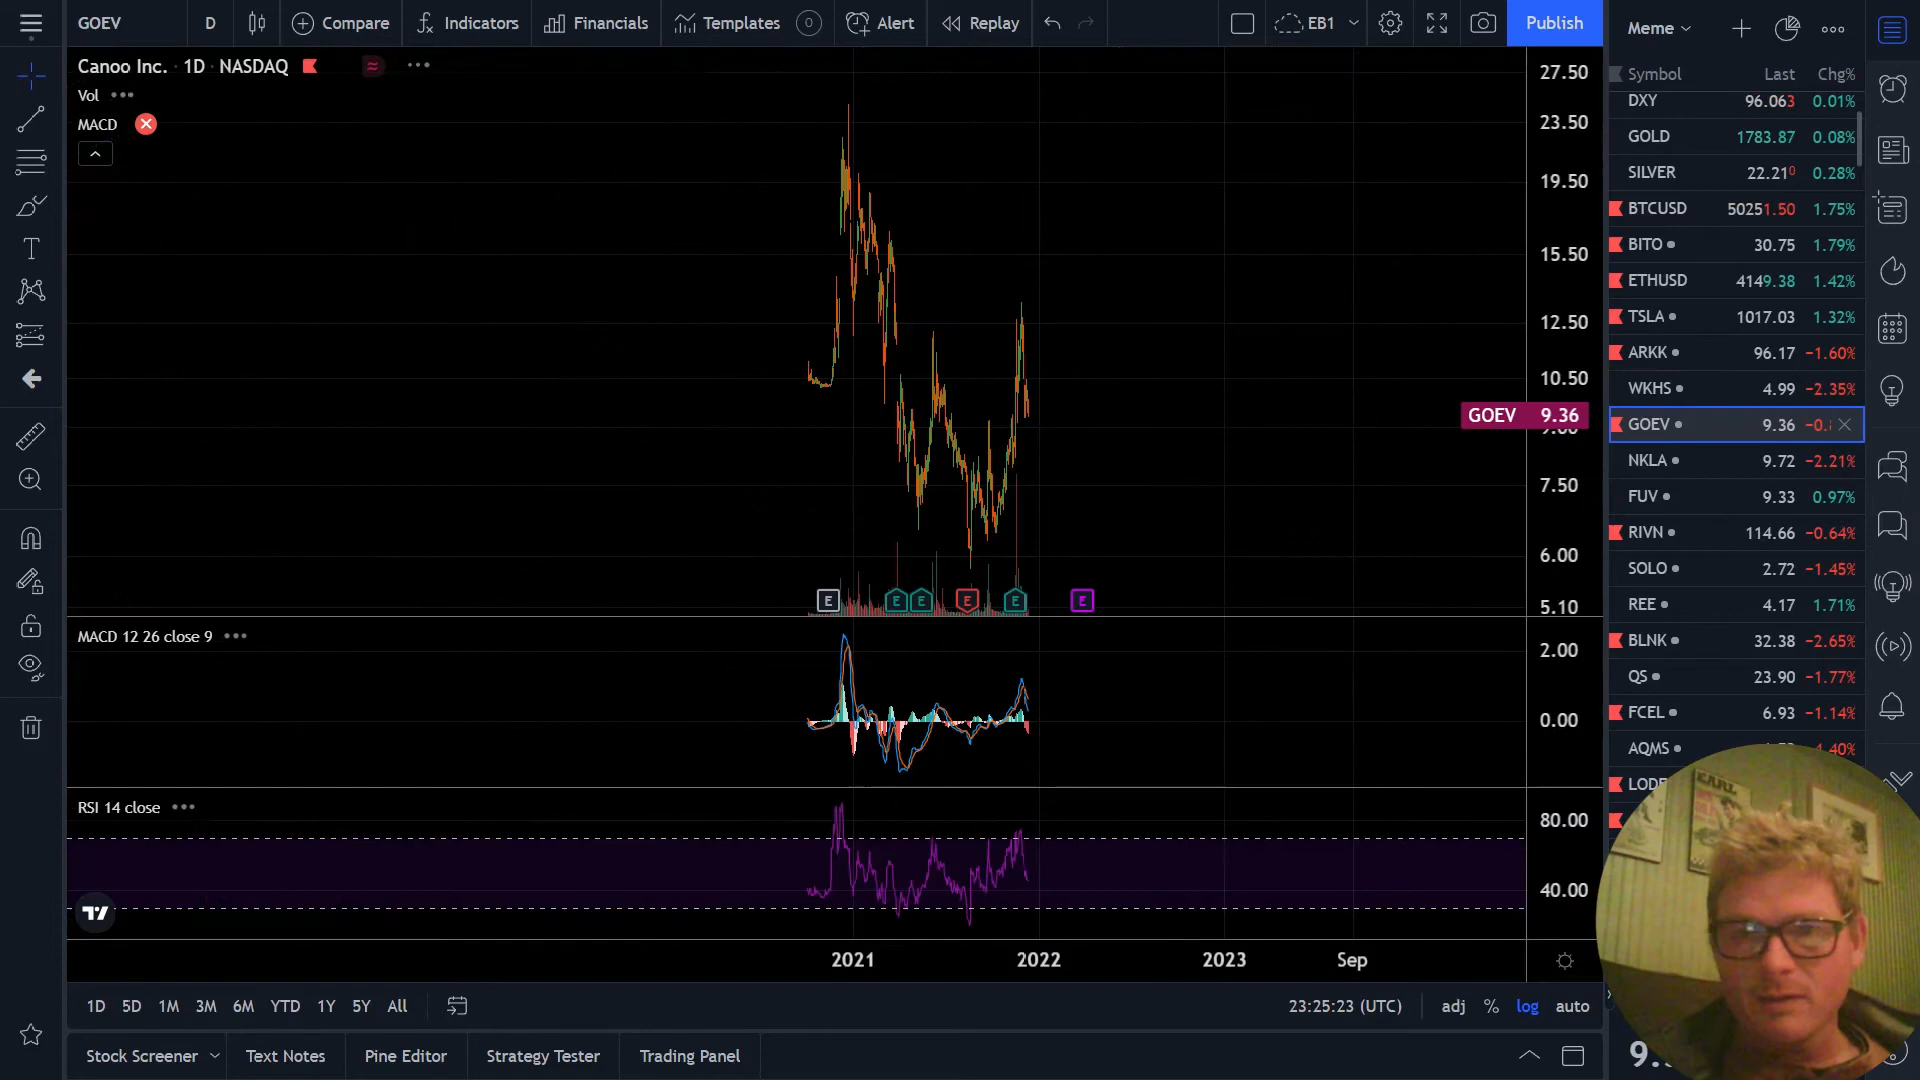 GOEV D Compare Indicators Financials Templates 0 Alert Replay EB1 Publish
Canoo Inc. · 1D · NASDAQ
Vol
MACD
27.50
23.50
19.50
15.50
12.50
10.50
GOEV 9.36
7.50
6.00
5.10
E E E E E E
MACD 12 26 close 9
2.00
0.00
RSI 14 close
80.00
40.00
2021 2022 2023 Sep
1D 5D 1M 3M 6M YTD 1Y 5Y All
23:25:23 (UTC) adj % log auto
Stock Screener Text Notes Pine Editor Strategy Tester Trading Panel
Meme
Symbol Last Chg%
DXY 96.063 0.01%
GOLD 1783.87 0.08%
SILVER 22.210 0.28%
BTCUSD 50251.50 1.75%
BITO 30.75 1.79%
ETHUSD 4149.38 1.42%
TSLA 1017.03 1.32%
ARKK 96.17 −1.60%
WKHS 4.99 −2.35%
GOEV 9.36
NKLA 9.72 −2.21%
FUV 9.33 0.97%
RIVN 114.66 −0.64%
SOLO 2.72 −1.45%
REE 4.17 1.71%
BLNK 32.38 −2.65%
QS 23.90 −1.77%
FCEL 6.93 −1.14%
AQMS